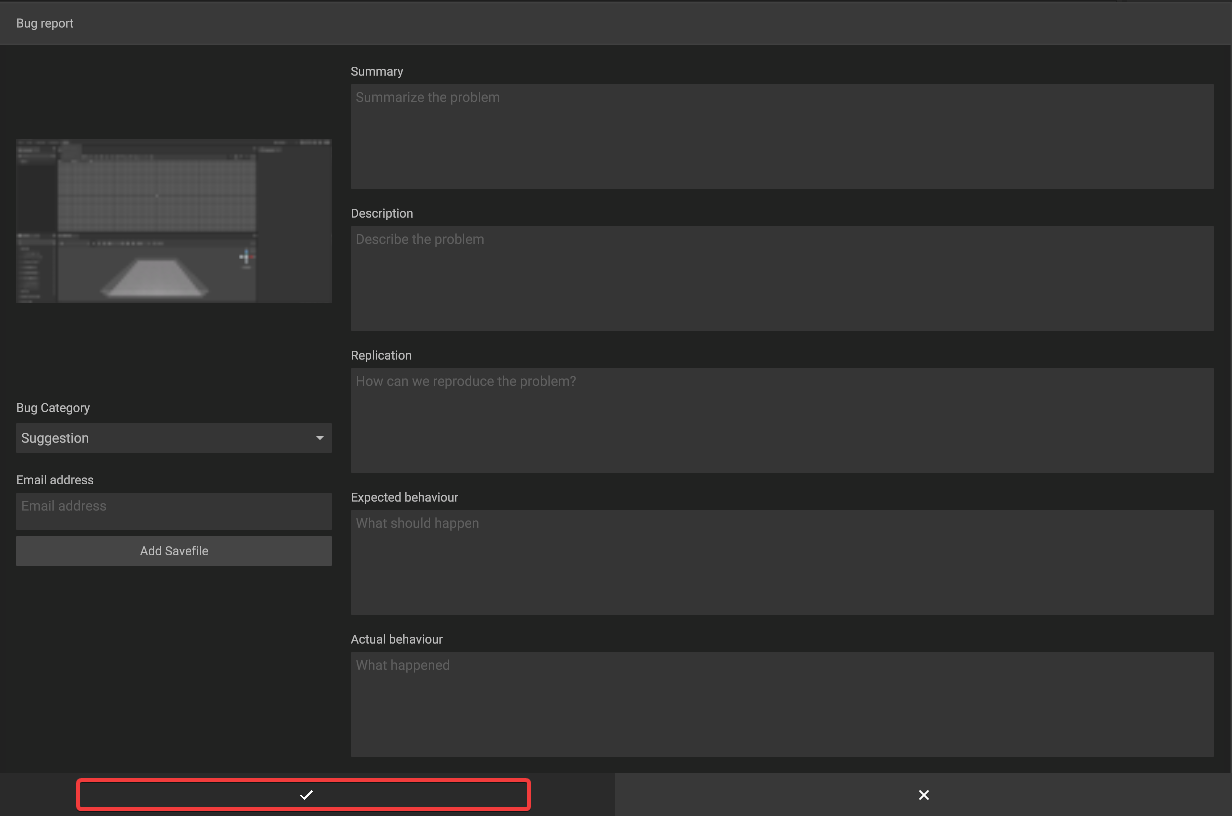 Bug report
Summary
Summarize the problem
Description
Describe the problem
Replication
How can we reproduce the problem?
Bug Category
Suggestion
Email address
Email address
Add Savefile
Expected behaviour
What should happen
Actual behaviour
What happened